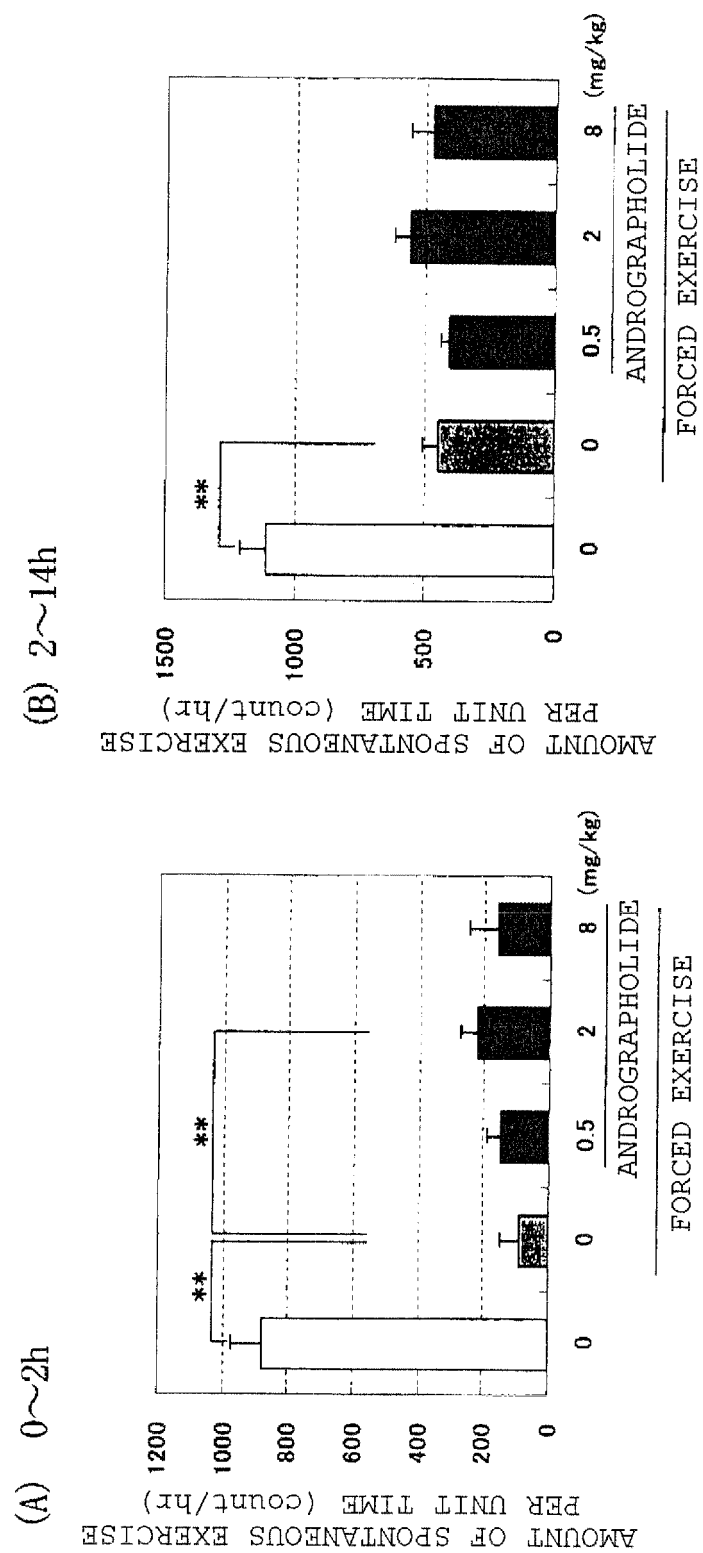 (A) 0～2h
AMOUNT OF SPONTANEOUS EXERCISE
PER UNIT TIME (count/hr)
1200
1000
800
600
400
200
0
**
**
0 0 0.5 2 8 (mg/kg)
ANDROGRAPHOLIDE
FORCED EXERCISE
(B) 2～14h
AMOUNT OF SPONTANEOUS EXERCISE
PER UNIT TIME (count/hr)
1500
1000
500
0
**
0 0 0.5 2 8 (mg/kg)
ANDROGRAPHOLIDE
FORCED EXERCISE